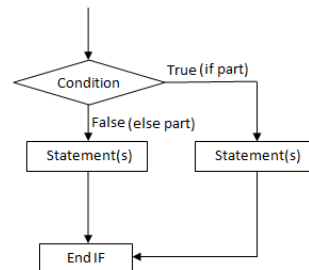 Condition
True (if part)
False (else part)
Statement(s)
Statement(s)
End IF